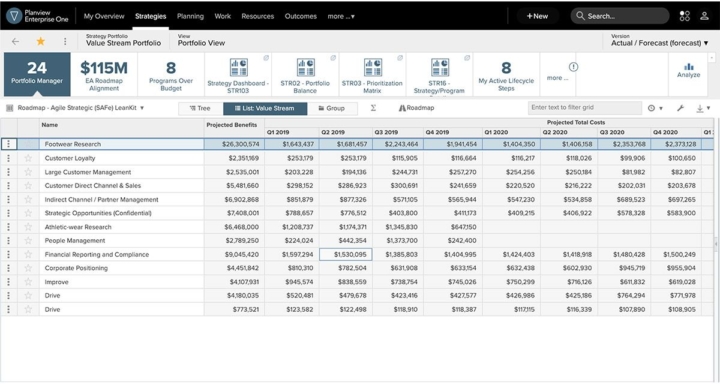 Planview Enterprise One My Overview Strategies Planning Work Resources Outcomes more ...▾ +New Search...
Strategy Portfolio View Version
Value Stream Portfolio Portfolio View Actual / Forecast (forecast) ▾
24 Portfolio Manager
$115M EA Roadmap Alignment
8 Programs Over Budget
Strategy Dashboard - STR103
STR02 - Portfolio Balance
STR03 - Prioritization Matrix
STR16 - Strategy/Program
8 My Active Lifecycle Steps
more ...
Analyze
Roadmap - Agile Strategic (SAFe) LeanKit ▾ Tree List: Value Stream Group Σ Roadmap Enter text to filter grid
Name Projected Benefits Projected Total Costs
Q1 2019 Q2 2019 Q3 2019 Q4 2019 Q1 2020 Q2 2020 Q3 2020 Q4 2020
Footwear Research $26,300,574 $1,643,437 $1,681,457 $2,243,464 $1,941,454 $1,404,350 $1,406,158 $2,353,768 $2,373,128
Customer Loyalty $2,351,169 $253,179 $253,179 $115,905 $116,664 $116,217 $118,026 $99,906 $100,650
Large Customer Management $2,535,001 $203,228 $194,136 $244,731 $257,270 $254,256 $250,184 $81,982 $82,807
Customer Direct Channel & Sales $5,481,660 $298,152 $286,923 $300,691 $241,659 $220,520 $216,222 $202,031 $203,678
Indirect Channel / Partner Management $6,902,868 $851,879 $877,326 $571,105 $565,944 $547,230 $534,858 $689,523 $697,265
Strategic Opportunities (Confidential) $7,408,001 $788,657 $776,512 $403,800 $411,173 $409,215 $406,922 $578,328 $583,900
Athletic-wear Research $6,468,000 $1,208,737 $1,174,371 $1,345,830 $647,150
People Management $2,789,250 $224,024 $442,354 $1,373,700 $242,400
Financial Reporting and Compliance $9,045,420 $1,597,294 $1,530,095 $1,385,803 $1,404,995 $1,424,403 $1,418,918 $1,480,428 $1,500,249
Corporate Positioning $4,451,842 $810,310 $782,504 $631,908 $633,154 $632,438 $602,930 $945,719 $955,904
Improve $4,107,931 $945,574 $838,559 $738,754 $745,026 $750,299 $716,126 $611,832 $619,028
Drive $4,180,035 $520,481 $479,678 $423,416 $427,577 $426,986 $425,186 $764,294 $771,978
Drive $773,521 $123,582 $122,498 $118,910 $118,387 $117,115 $116,339 $107,890 $108,905